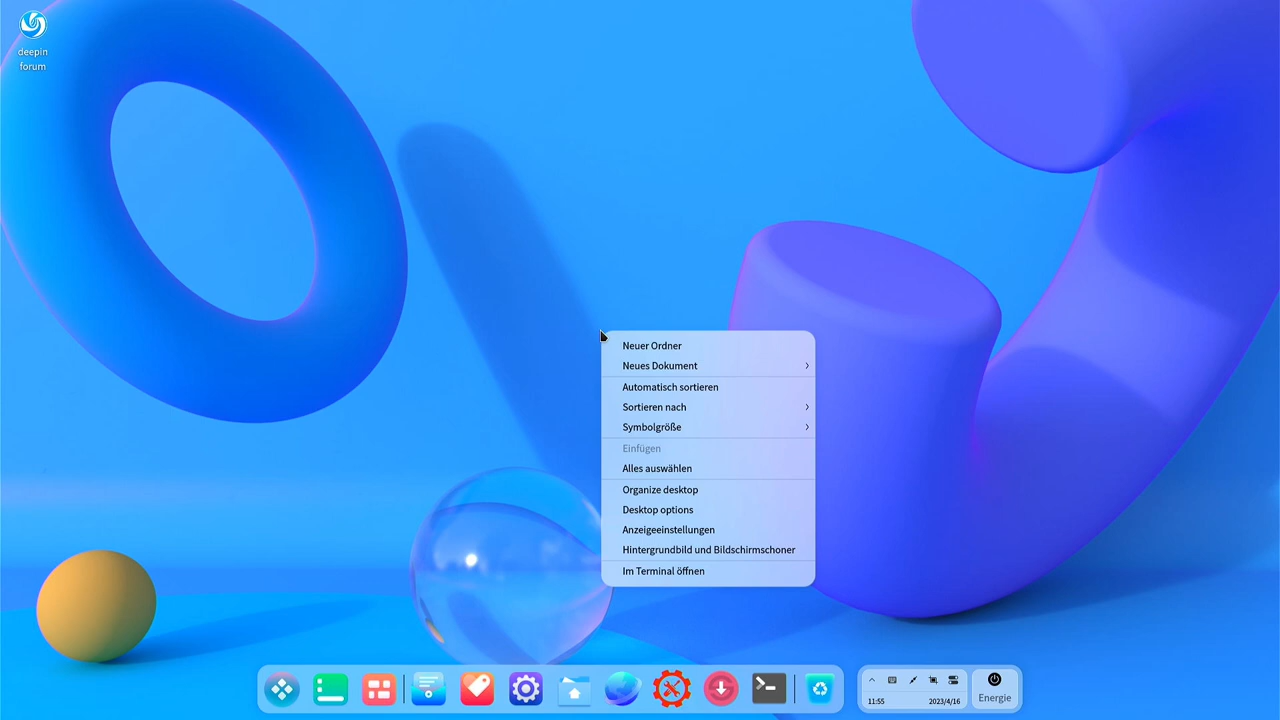 deepin
forum
Neuer Ordner
Neues Dokument
Automatisch sortieren
Sortieren nach
Symbolgröße
Einfügen
Alles auswählen
Organize desktop
Desktop options
Anzeigeeinstellungen
Hintergrundbild und Bildschirmschoner
Im Terminal öffnen
11:55 2023/4/16
Energie